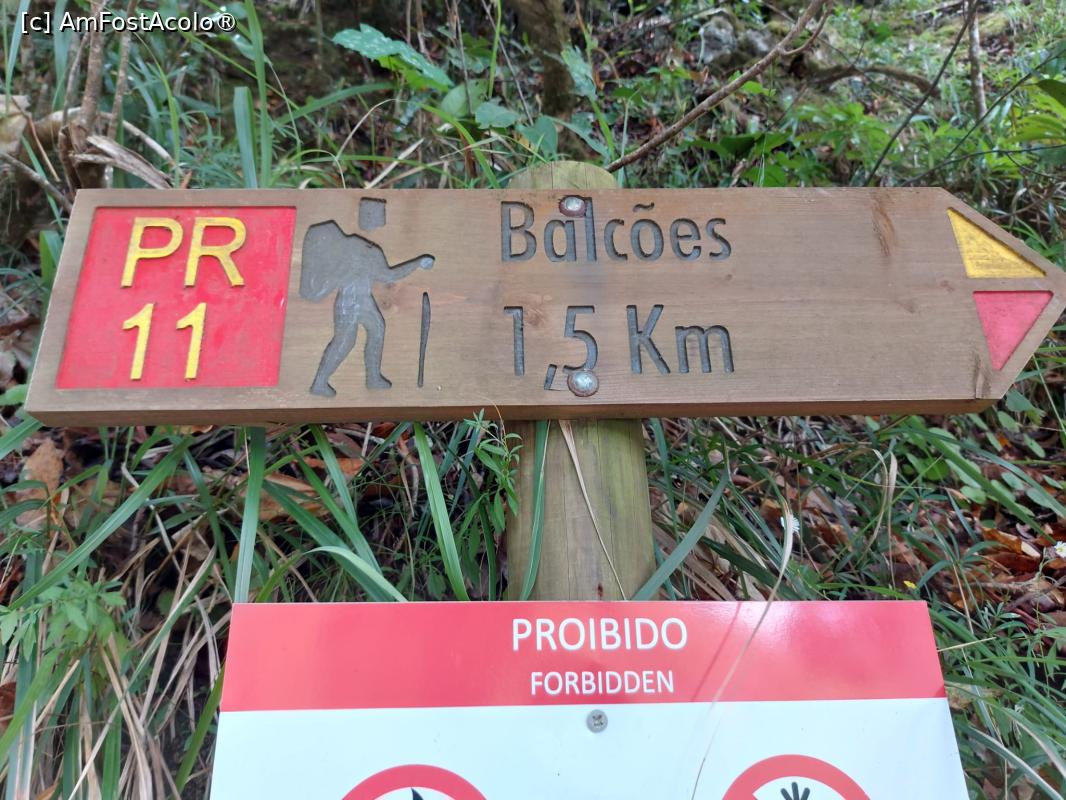 [c] AmFostAcolo®
PR
11
Balcões
1,5 Km
PROIBIDO
FORBIDDEN